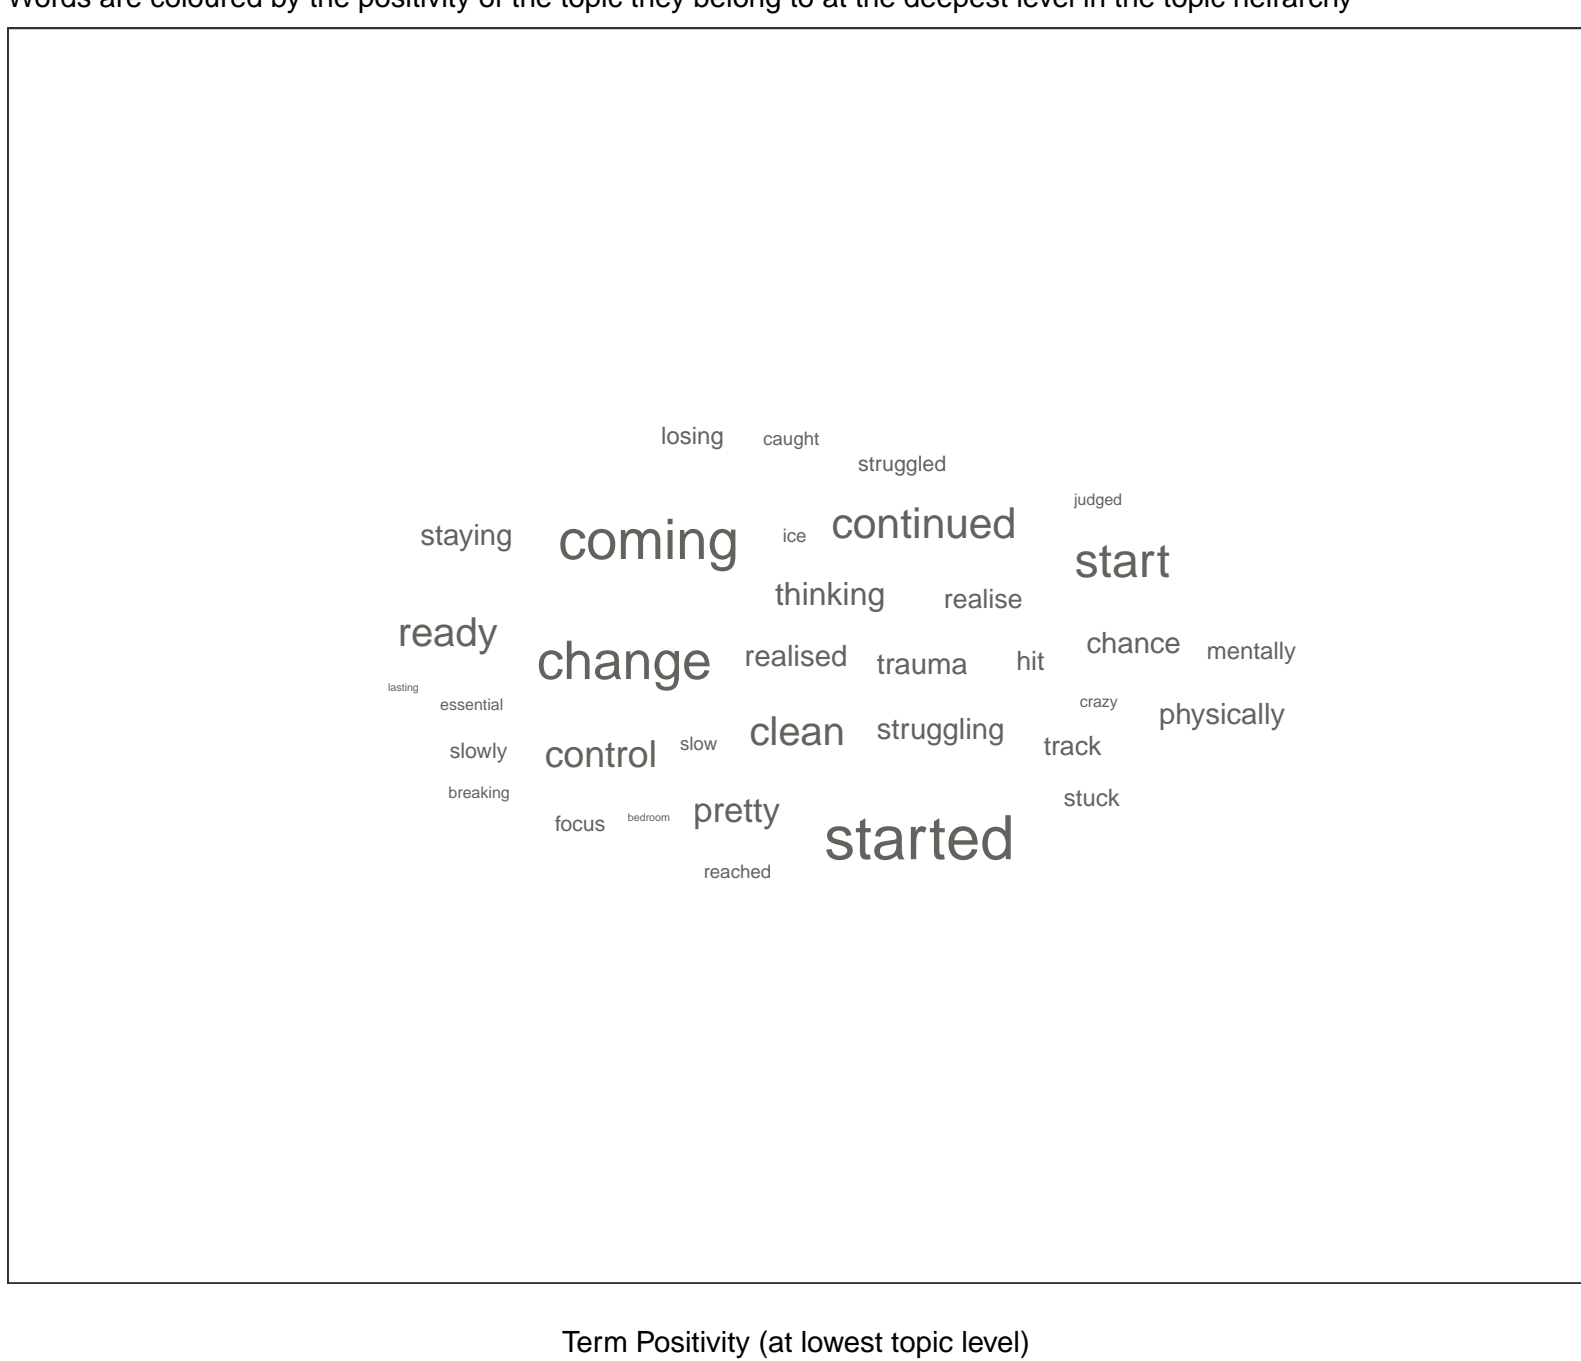 Words are coloured by the positivity of the topic they belong to at the deepest level in the topic heirarchy
losing caught
struggled
judged
staying coming ice continued
start
thinking realise
ready
change realised trauma hit chance mentally
lasting
essential crazy physically
slowly control slow clean struggling track
breaking stuck
focus bedroom pretty started
reached
Term Positivity (at lowest topic level)